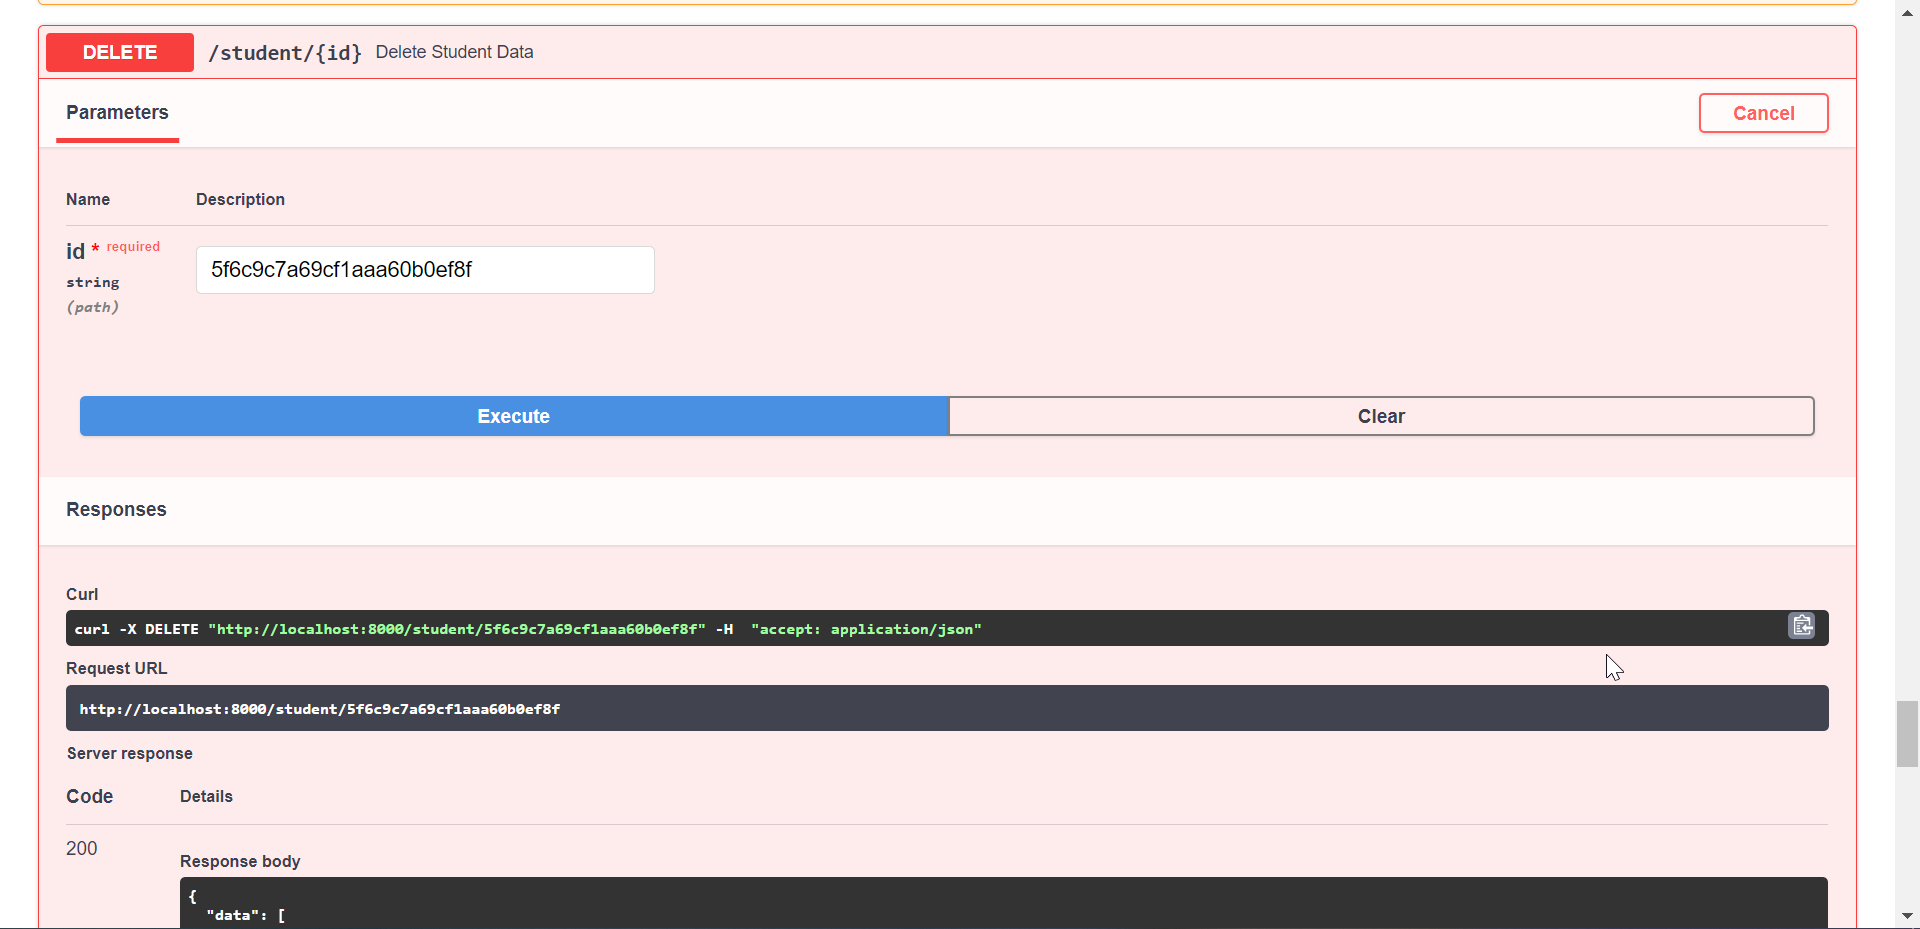 DELETE /student/{id} Delete Student Data
Parameters
Cancel
Name Description
id * required
string
(path)
5f6c9c7a69cf1aaa60b0ef8f
Execute
Clear
Responses
Curl
curl -X DELETE "http://localhost:8000/student/5f6c9c7a69cf1aaa60b0ef8f" -H  "accept: application/json"
Request URL
http://localhost:8000/student/5f6c9c7a69cf1aaa60b0ef8f
Server response
Code Details
200
Response body
{
"data": [